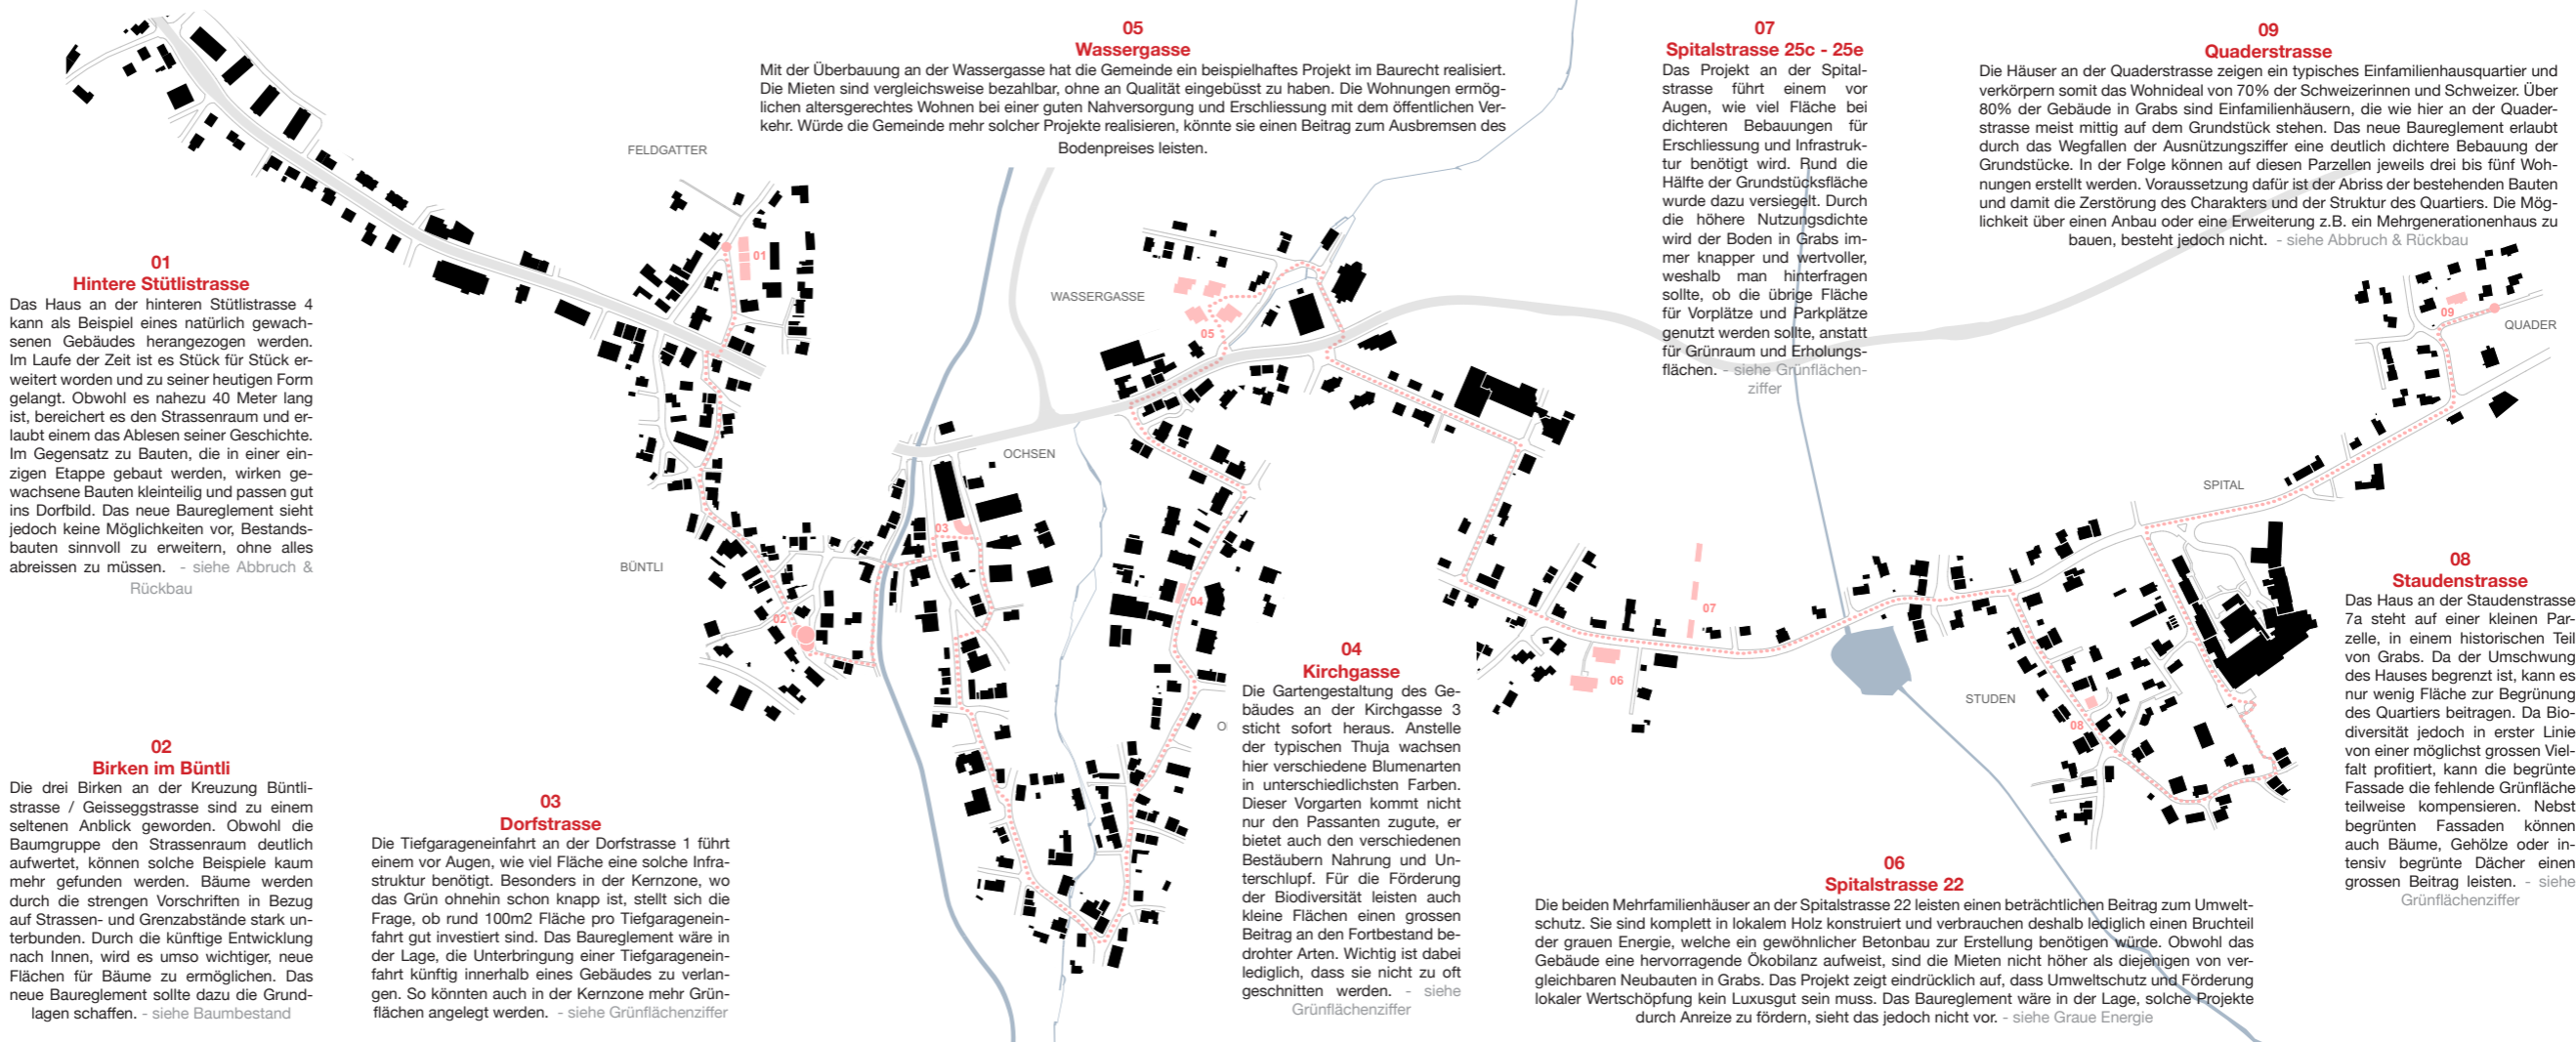 01
Hintere Stütlistrasse
Das Haus an der hinteren Stütlistrasse 4
kann als Beispiel eines natürlich gewach-
senen Gebäudes herangezogen werden.
Im Laufe der Zeit ist es Stück für Stück er-
weitert worden und zu seiner heutigen Form
gelangt. Obwohl es nahezu 40 Meter lang
ist, bereichert es den Strassenraum und er-
laubt einem das Ablesen seiner Geschichte.
Im Gegensatz zu Bauten, die in einer ein-
zigen Etappe gebaut werden, wirken ge-
wachsene Bauten kleinteilig und passen gut
ins Dorfbild. Das neue Baureglement sieht
jedoch keine Möglichkeiten vor, Bestands-
bauten sinnvoll zu erweitern, ohne alles
abreissen zu müssen. - siehe Abbruch &
Rückbau
02
Birken im Büntli
Die drei Birken an der Kreuzung Büntli-
strasse / Geisseggstrasse sind zu einem
seltenen Anblick geworden. Obwohl die
Baumgruppe den Strassenraum deutlich
aufwertet, können solche Beispiele kaum
mehr gefunden werden. Bäume werden
durch die strengen Vorschriften in Bezug
auf Strassen- und Grenzabstände stark un-
terbunden. Durch die künftige Entwicklung
nach Innen, wird es umso wichtiger, neue
Flächen für Bäume zu ermöglichen. Das
neue Baureglement sollte dazu die Grund-
lagen schaffen. - siehe Baumbestand
03
Dorfstrasse
Die Tiefgarageneinfahrt an der Dorfstrasse 1 führt
einem vor Augen, wie viel Fläche eine solche Infra-
struktur benötigt. Besonders in der Kernzone, wo
das Grün ohnehin schon knapp ist, stellt sich die
Frage, ob rund 100m2 Fläche pro Tiefgaragenein-
fahrt gut investiert sind. Das Baureglement wäre in
der Lage, die Unterbringung einer Tiefgaragenein-
fahrt künftig innerhalb eines Gebäudes zu verlan-
gen. So könnten auch in der Kernzone mehr Grün-
flächen angelegt werden. - siehe Grünflächenziffer
04
Kirchgasse
Die Gartengestaltung des Ge-
bäudes an der Kirchgasse 3
sticht sofort heraus. Anstelle
der typischen Thuja wachsen
hier verschiedene Blumenarten
in unterschiedlichsten Farben.
Dieser Vorgarten kommt nicht
nur den Passanten zugute, er
bietet auch den verschiedenen
Bestäubern Nahrung und Un-
terschlupf. Für die Förderung
der Biodiversität leisten auch
kleine Flächen einen grossen
Beitrag an den Fortbestand be-
drohter Arten. Wichtig ist dabei
lediglich, dass sie nicht zu oft
geschnitten werden. - siehe
Grünflächenziffer
05
Wassergasse
Mit der Überbauung an der Wassergasse hat die Gemeinde ein beispielhaftes Projekt im Baurecht realisiert.
Die Mieten sind vergleichsweise bezahlbar, ohne an Qualität eingebüsst zu haben. Die Wohnungen ermög-
lichen altersgerechtes Wohnen bei einer guten Nahversorgung und Erschliessung mit dem öffentlichen Ver-
kehr. Würde die Gemeinde mehr solcher Projekte realisieren, könnte sie einen Beitrag zum Ausbremsen des
Bodenpreises leisten.
06
Spitalstrasse 22
Die beiden Mehrfamilienhäuser an der Spitalstrasse 22 leisten einen beträchtlichen Beitrag zum Umwelt-
schutz. Sie sind komplett in lokalem Holz konstruiert und verbrauchen deshalb lediglich einen Bruchteil
der grauen Energie, welche ein gewöhnlicher Betonbau zur Erstellung benötigen würde. Obwohl das
Gebäude eine hervorragende Ökobilanz aufweist, sind die Mieten nicht höher als diejenigen von ver-
gleichbaren Neubauten in Grabs. Das Projekt zeigt eindrücklich auf, dass Umweltschutz und Förderung
lokaler Wertschöpfung kein Luxusgut sein muss. Das Baureglement wäre in der Lage, solche Projekte
durch Anreize zu fördern, sieht das jedoch nicht vor. - siehe Graue Energie
07
Spitalstrasse 25c - 25e
Das Projekt an der Spital-
strasse führt einem vor
Augen, wie viel Fläche bei
dichteren Bebauungen für
Erschliessung und Infrastruk-
tur benötigt wird. Rund die
Hälfte der Grundstücksfläche
wurde dazu versiegelt. Durch
die höhere Nutzungsdichte
wird der Boden in Grabs im-
mer knapper und wertvoller,
weshalb man hinterfragen
sollte, ob die übrige Fläche
für Vorplätze und Parkplätze
genutzt werden sollte, anstatt
für Grünraum und Erholungs-
flächen. - siehe Grünflächen-
ziffer
08
Staudenstrasse
Das Haus an der Staudenstrasse
7a steht auf einer kleinen Par-
zelle, in einem historischen Teil
von Grabs. Da der Umschwung
des Hauses begrenzt ist, kann es
nur wenig Fläche zur Begrünung
des Quartiers beitragen. Da Bio-
diversität jedoch in erster Linie
von einer möglichst grossen Viel-
falt profitiert, kann die begrünte
Fassade die fehlende Grünfläche
teilweise kompensieren. Nebst
begrünten Fassaden können
auch Bäume, Gehölze oder in-
tensiv begrünte Dächer einen
grossen Beitrag leisten. - siehe
Grünflächenziffer
09
Quaderstrasse
Die Häuser an der Quaderstrasse zeigen ein typisches Einfamilienhausquartier und
verkörpern somit das Wohnideal von 70% der Schweizerinnen und Schweizer. Über
80% der Gebäude in Grabs sind Einfamilienhäusern, die wie hier an der Quader-
strasse meist mittig auf dem Grundstück stehen. Das neue Baureglement erlaubt
durch das Wegfallen der Ausnützungsziffer eine deutlich dichtere Bebauung der
Grundstücke. In der Folge können auf diesen Parzellen jeweils drei bis fünf Woh-
nungen erstellt werden. Voraussetzung dafür ist der Abriss der bestehenden Bauten
und damit die Zerstörung des Charakters und der Struktur des Quartiers. Die Mög-
lichkeit über einen Anbau oder eine Erweiterung z.B. ein Mehrgenerationenhaus zu
bauen, besteht jedoch nicht. - siehe Abbruch & Rückbau
FELDGATTER
01
WASSERGASSE
05
OCHSEN
03
BÜNTLI
02
04
O
06
07
STUDEN
08
SPITAL
09
QUADER